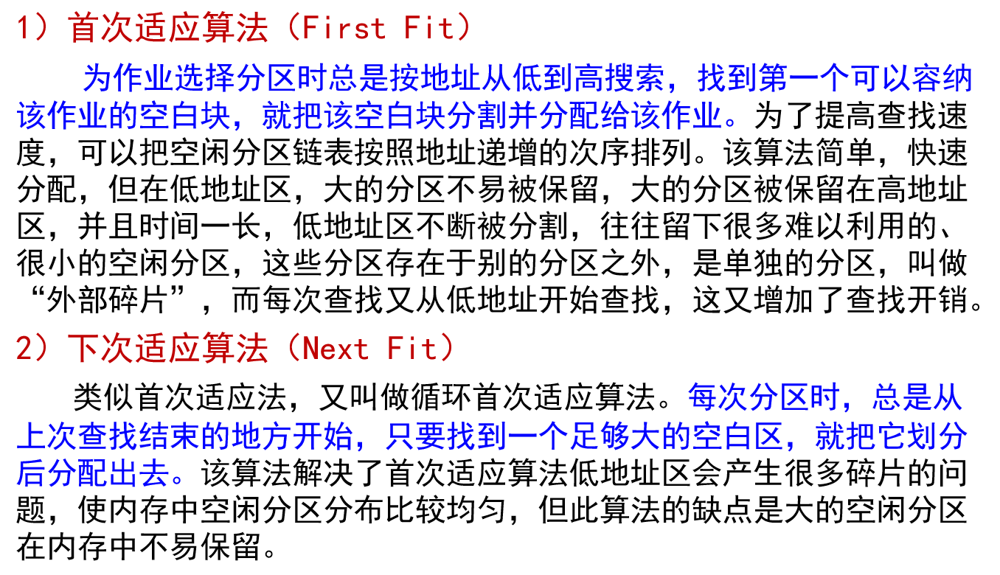 1）首次适应算法（First Fit）
为作业选择分区时总是按地址从低到高搜索，找到第一个可以容纳
该作业的空白块，就把该空白块分割并分配给该作业。为了提高查找速
度，可以把空闲分区链表按照地址递增的次序排列。该算法简单，快速
分配，但在低地址区，大的分区不易被保留，大的分区被保留在高地址
区，并且时间一长，低地址区不断被分割，往往留下很多难以利用的、
很小的空闲分区，这些分区存在于别的分区之外，是单独的分区，叫做
“外部碎片”，而每次查找又从低地址开始查找，这又增加了查找开销。
2）下次适应算法（Next Fit）
类似首次适应法，又叫做循环首次适应算法。每次分区时，总是从
上次查找结束的地方开始，只要找到一个足够大的空白区，就把它划分
后分配出去。该算法解决了首次适应算法低地址区会产生很多碎片的问
题，使内存中空闲分区分布比较均匀，但此算法的缺点是大的空闲分区
在内存中不易保留。